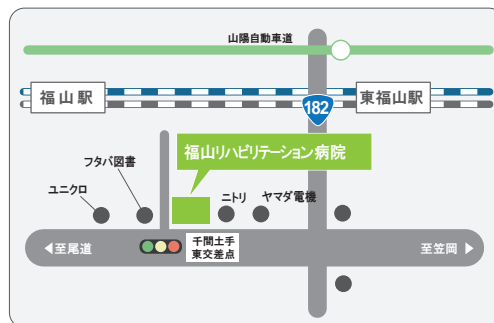 山陽自動車道
福山駅
東福山駅
182
福山リハビリテーション病院
フタバ図書
ユニクロ
ニトリ
ヤマダ電機
◀至尾道
千間土手
東交差点
至笠岡▶